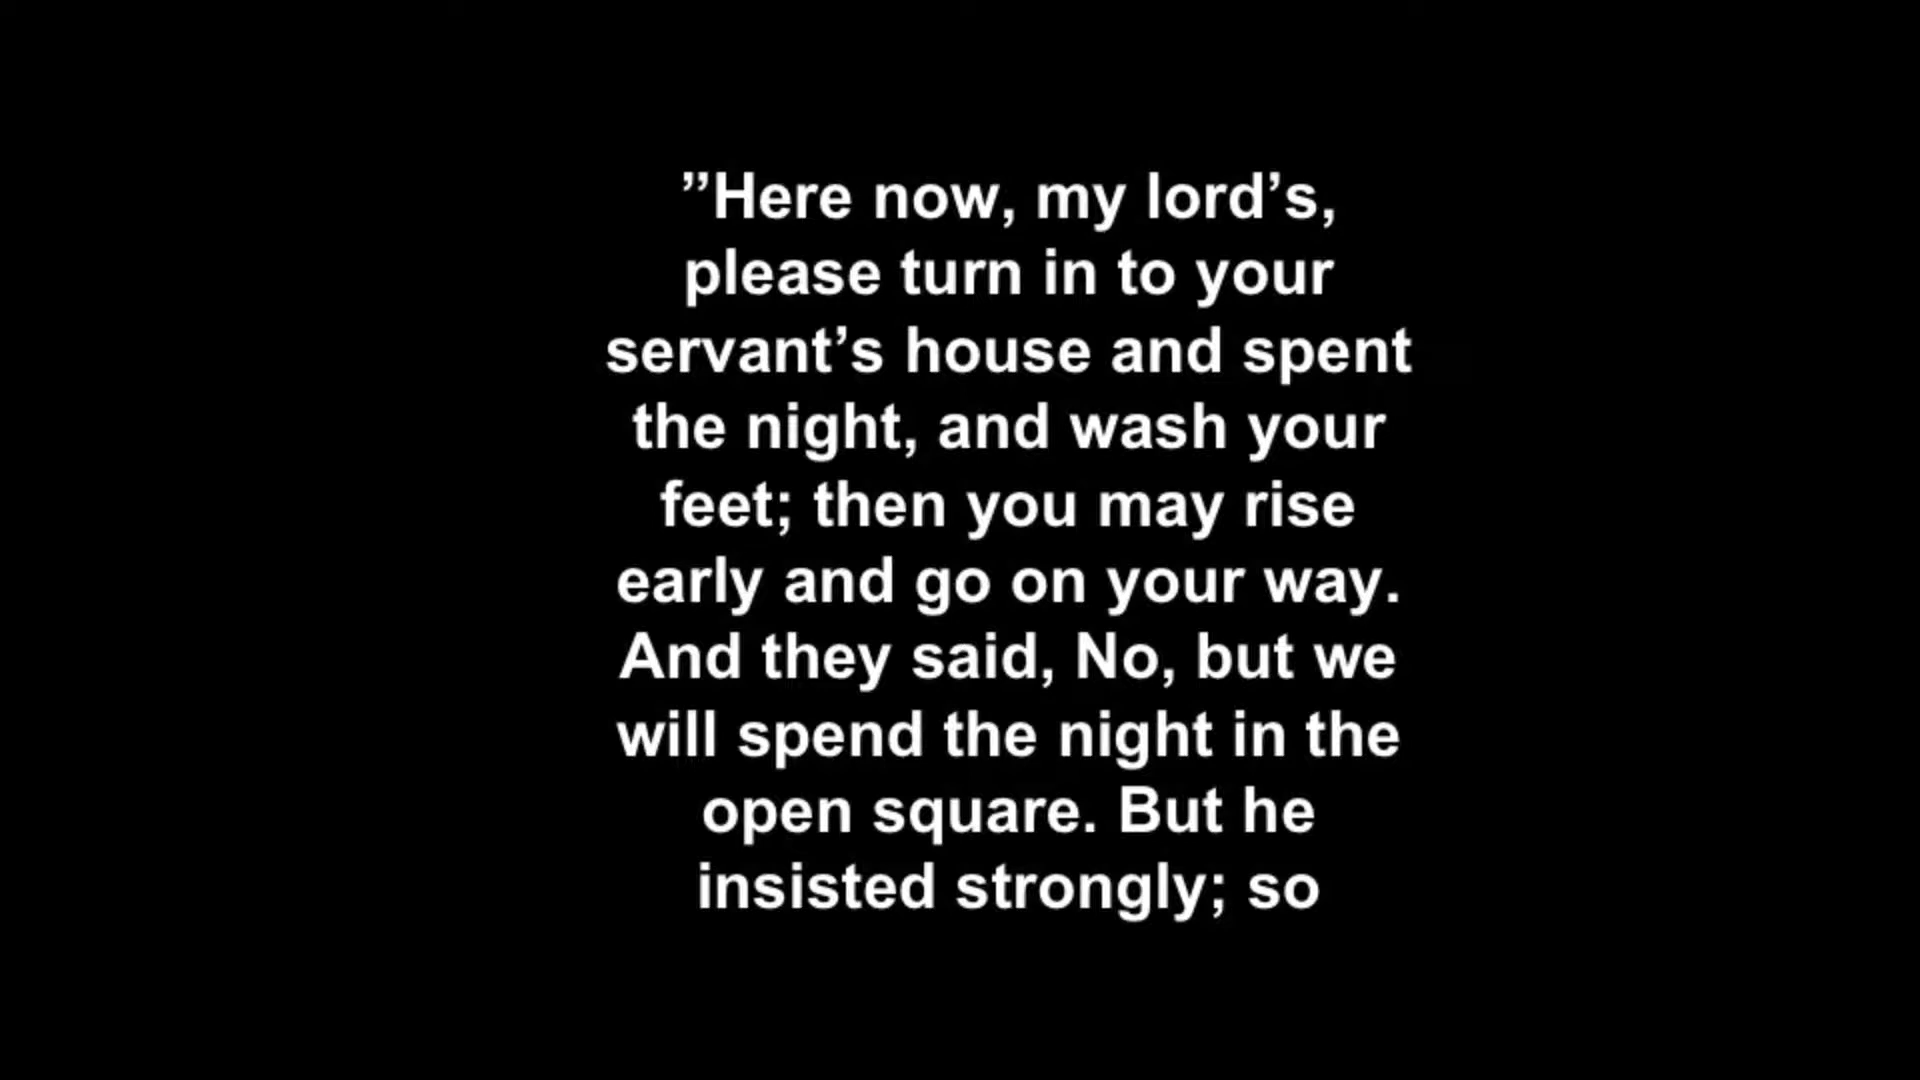 ”Here now, my lord’s,
please turn in to your
servant’s house and spent
the night, and wash your
feet; then you may rise
early and go on your way.
And they said, No, but we
will spend the night in the
open square. But he
insisted strongly; so